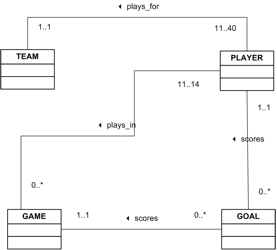 ◄ plays_for
1..1
11..40
TEAM
PLAYER
11..14
1..1
◄ plays_in
◄ scores
0..*
0..*
GAME
1..1
◄ scores
0..*
GOAL